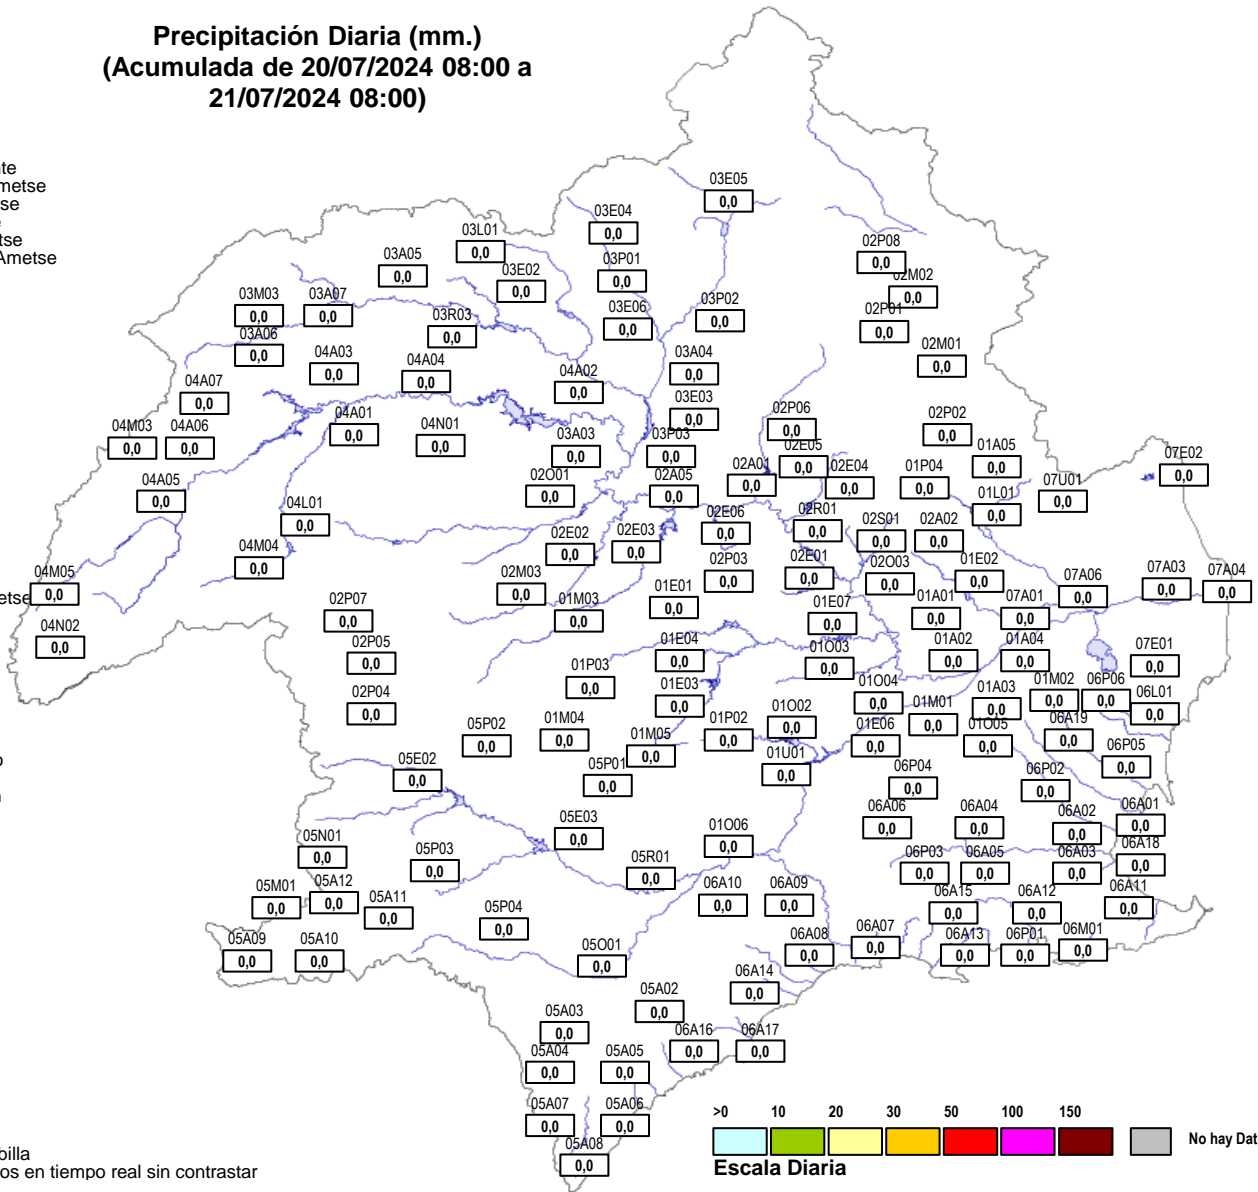 Precipitación Diaria (mm.)
(Acumulada de 20/07/2024 08:00 a
21/07/2024 08:00)
nte
metse
se
tse
Ametse
03E05
0,0
03E04
0,0
03L01
0,0
03A05
0,0
03P01
0,0
02P08
0,0
03E02
0,0
02M02
0,0
03M03
0,0
03A07
0,0
03R03
0,0
03E06
0,0
03P02
0,0
02P01
0,0
03A06
0,0
04A03
0,0
04A04
0,0
03A04
0,0
02M01
0,0
04A07
0,0
04A02
0,0
03E03
0,0
04M03
0,0
04A06
0,0
04A01
0,0
04N01
0,0
03A03
0,0
03P03
0,0
02P06
0,0
02P02
0,0
02E05
0,0
01A05
0,0
07E02
0,0
04A05
0,0
02O01
0,0
02A05
0,0
02A01
0,0
02E04
0,0
01P04
0,0
07U01
0,0
01L01
0,0
04L01
0,0
02E06
0,0
02R01
0,0
02S01
0,0
02A02
0,0
04M04
0,0
02E02
0,0
02E03
0,0
04M05
0,0
etse
02M03
0,0
02P03
0,0
02E01
0,0
02O03
0,0
01E02
0,0
07A06
0,0
07A03
0,0
07A04
0,0
02P07
0,0
01M03
0,0
01E01
0,0
01E07
0,0
01A01
0,0
07A01
0,0
04N02
0,0
02P05
0,0
01E04
0,0
01O03
0,0
01A02
0,0
01A04
0,0
07E01
0,0
02P04
0,0
01P03
0,0
01E03
0,0
01O04
0,0
01M01
0,0
01A03
0,0
01M02
0,0
06P06
0,0
06L01
0,0
05P02
0,0
01M04
0,0
01M05
0,0
01P02
0,0
01O02
0,0
01E06
0,0
01O05
0,0
06A19
0,0
06P05
0,0
o
05E02
0,0
05P01
0,0
01U01
0,0
06P04
0,0
06P02
0,0
05E03
0,0
01O06
0,0
06A06
0,0
06A04
0,0
06A02
0,0
06A01
0,0
05N01
0,0
05P03
0,0
05R01
0,0
06P03
0,0
06A05
0,0
06A03
0,0
06A18
0,0
05M01
0,0
05A12
0,0
05A11
0,0
05P04
0,0
06A10
0,0
06A09
0,0
06A15
0,0
06A12
0,0
06A11
0,0
05A09
0,0
05A10
0,0
05O01
0,0
06A08
0,0
06A07
0,0
06A13
0,0
06P01
0,0
06M01
0,0
06A14
0,0
05A02
0,0
05A03
0,0
06A16
0,0
06A17
0,0
05A04
0,0
05A05
0,0
05A07
0,0
05A06
0,0
05A08
0,0
>0 10 20 30 50 100 150
No hay Dat
Escala Diaria
billa
os en tiempo real sin contrastar